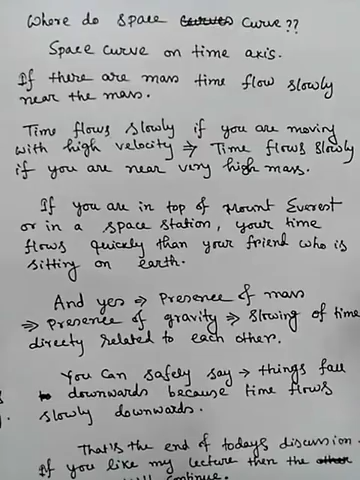 Where do space curve??
Space curve on time axis.
If there are mass time flow slowly
near the mass.
Time flows slowly if you are moving
with high velocity ⇒ Time flows slowly
if you are near very high mass.
If you are in top of Mount Everest
or in a space station, your time
flows quickly than your friend who is
sitting on earth.
And yes ⇒ Presence of mass
⇒ presence of gravity ⇒ slowing of time
directy related to each other.
You can safely say → things fall
downwards because time flows
slowly downwards.
That's the end of todays discussion.
If you like my lecture then the
continue.